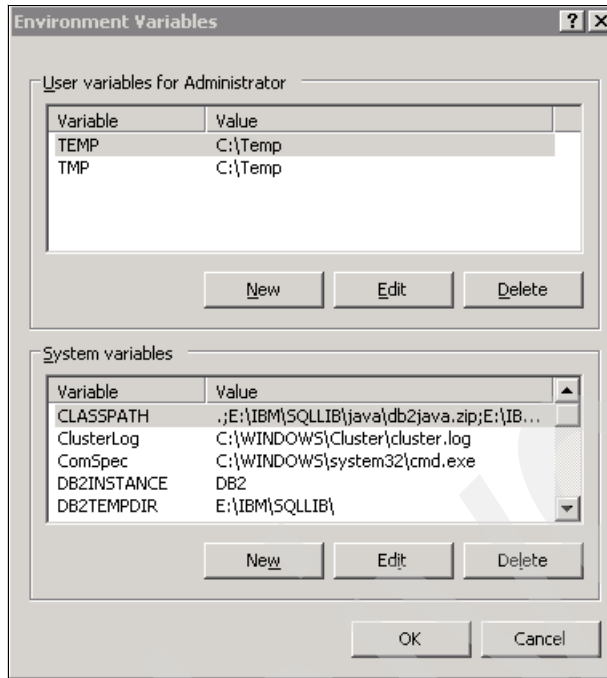 Environment Variables
User variables for Administrator
Variable Value
TEMP C:\Temp
TMP C:\Temp
New Edit Delete
System variables
Variable Value
CLASSPATH .;E:\IBM\SQLLIB\java\db2java.zip;E:\IB...
ClusterLog C:\WINDOWS\Cluster\cluster.log
ComSpec C:\WINDOWS\system32\cmd.exe
DB2INSTANCE DB2
DB2TEMPDIR E:\IBM\SQLLIB\
New Edit Delete
OK Cancel